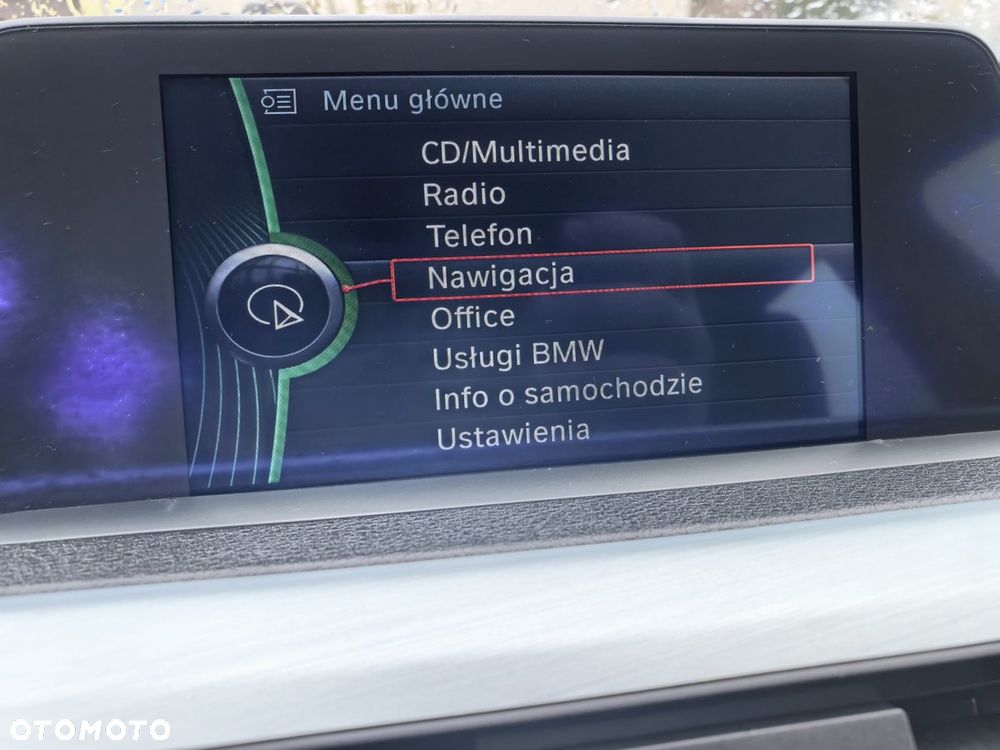 Menu główne
CD/Multimedia
Radio
Telefon
Nawigacja
Office
Usługi BMW
Info o samochodzie
Ustawienia
OTOMOTO